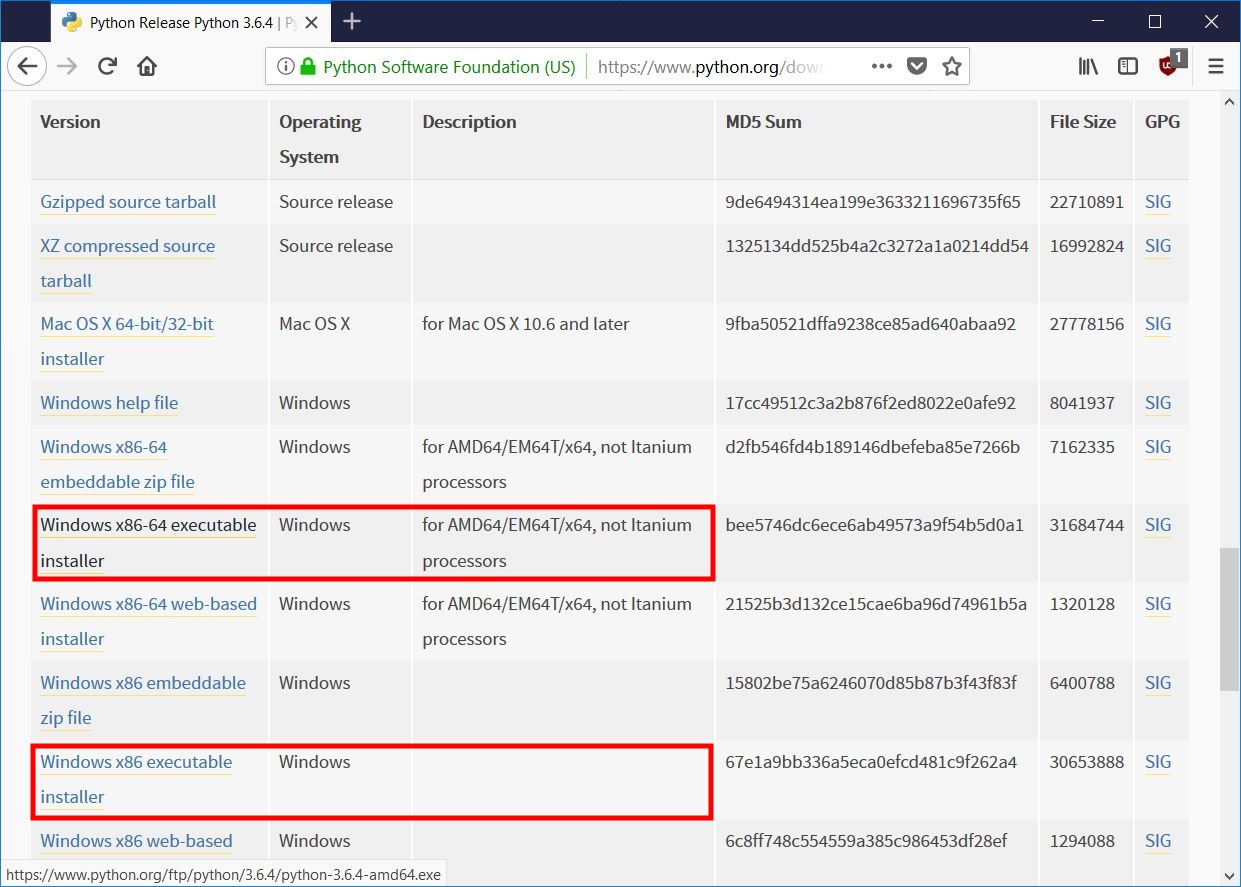 Python Release Python 3.6.4 | Py
Python Software Foundation (US) https://www.python.org/down
1
Version Operating System Description MD5 Sum File Size GPG
Gzipped source tarball Source release 9de6494314ea199e3633211696735f65 22710891 SIG
XZ compressed source Source release 1325134dd525b4a2c3272a1a0214dd54 16992824 SIG
tarball
Mac OS X 64-bit/32-bit Mac OS X for Mac OS X 10.6 and later 9fba50521dffa9238ce85ad640abaa92 27778156 SIG
installer
Windows help file Windows 17cc49512c3a2b876f2ed8022e0afe92 8041937 SIG
Windows x86-64 Windows for AMD64/EM64T/x64, not Itanium d2fb546fd4b189146dbefeba85e7266b 7162335 SIG
embeddable zip file processors
Windows x86-64 executable Windows for AMD64/EM64T/x64, not Itanium bee5746dc6ece6ab49573a9f54b5d0a1 31684744 SIG
installer processors
Windows x86-64 web-based Windows for AMD64/EM64T/x64, not Itanium 21525b3d132ce15cae6ba96d74961b5a 1320128 SIG
installer processors
Windows x86 embeddable Windows 15802be75a6246070d85b87b3f43f83f 6400788 SIG
zip file
Windows x86 executable Windows 67e1a9bb336a5eca0efcd481c9f262a4 30653888 SIG
installer
Windows x86 web-based Windows 6c8ff748c554559a385c986453df28ef 1294088 SIG
https://www.python.org/ftp/python/3.6.4/python-3.6.4-amd64.exe